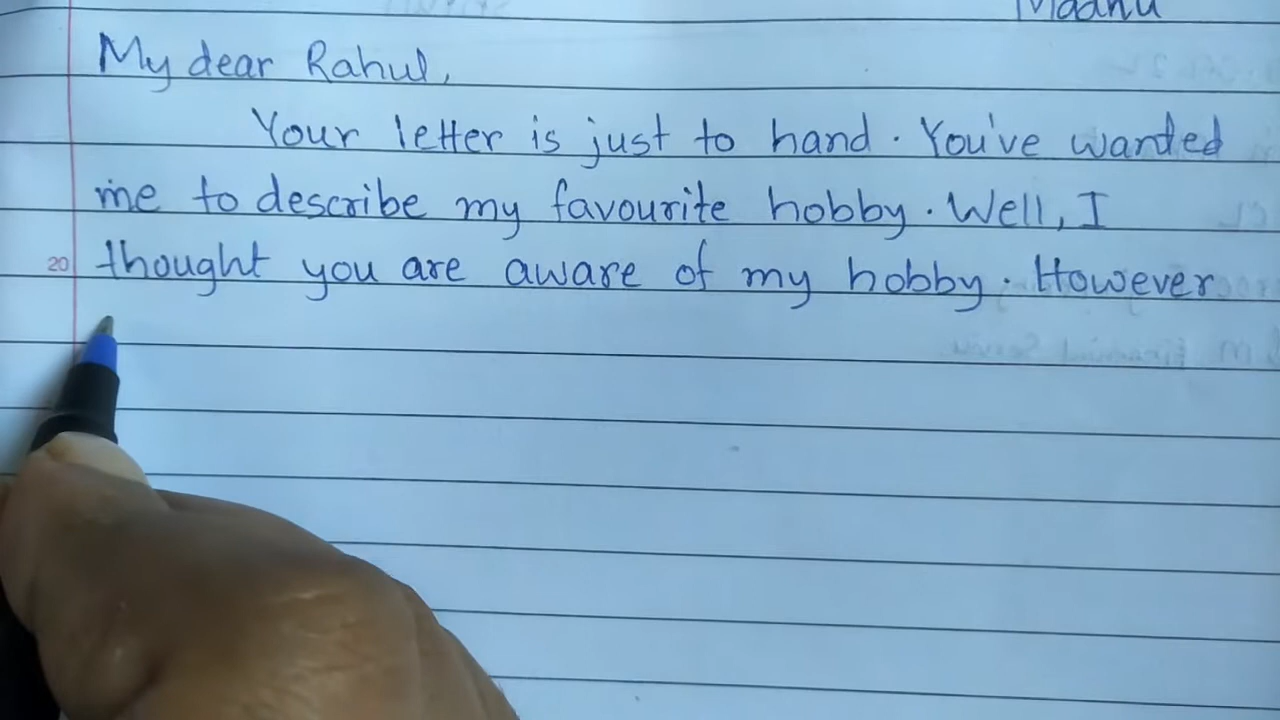 My dear Rahul,
Your letter is just to hand. You've wanted
me to describe my favourite hobby. Well, I
20 thought you are aware of my hobby. However